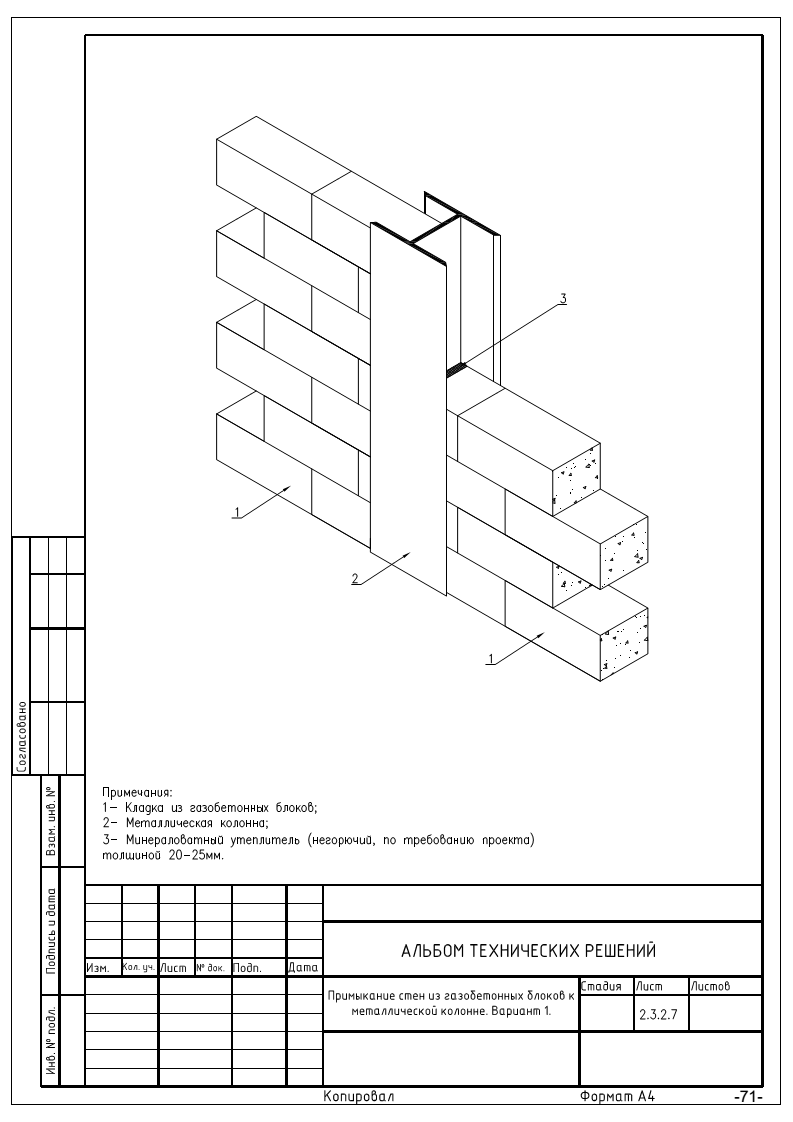 3
1
2
1
Примечания:
1– Кладка из газобетонных блоков;
2– Металлическая колонна;
3– Минераловатный утеплитель (негорючий, по требованию проекта)
толщиной 20–25мм.
Согласовано
Взам. инв. №
Подпись и дата
Инв. № подл.
Изм. Кол. уч. Лист № док. Подп. Дата
АЛЬБОМ ТЕХНИЧЕСКИХ РЕШЕНИЙ
Примыкание стен из газобетонных блоков к
металлической колонне. Вариант 1.
Стадия Лист Листов
2.3.2.7
Копировал Формат А4 -71-